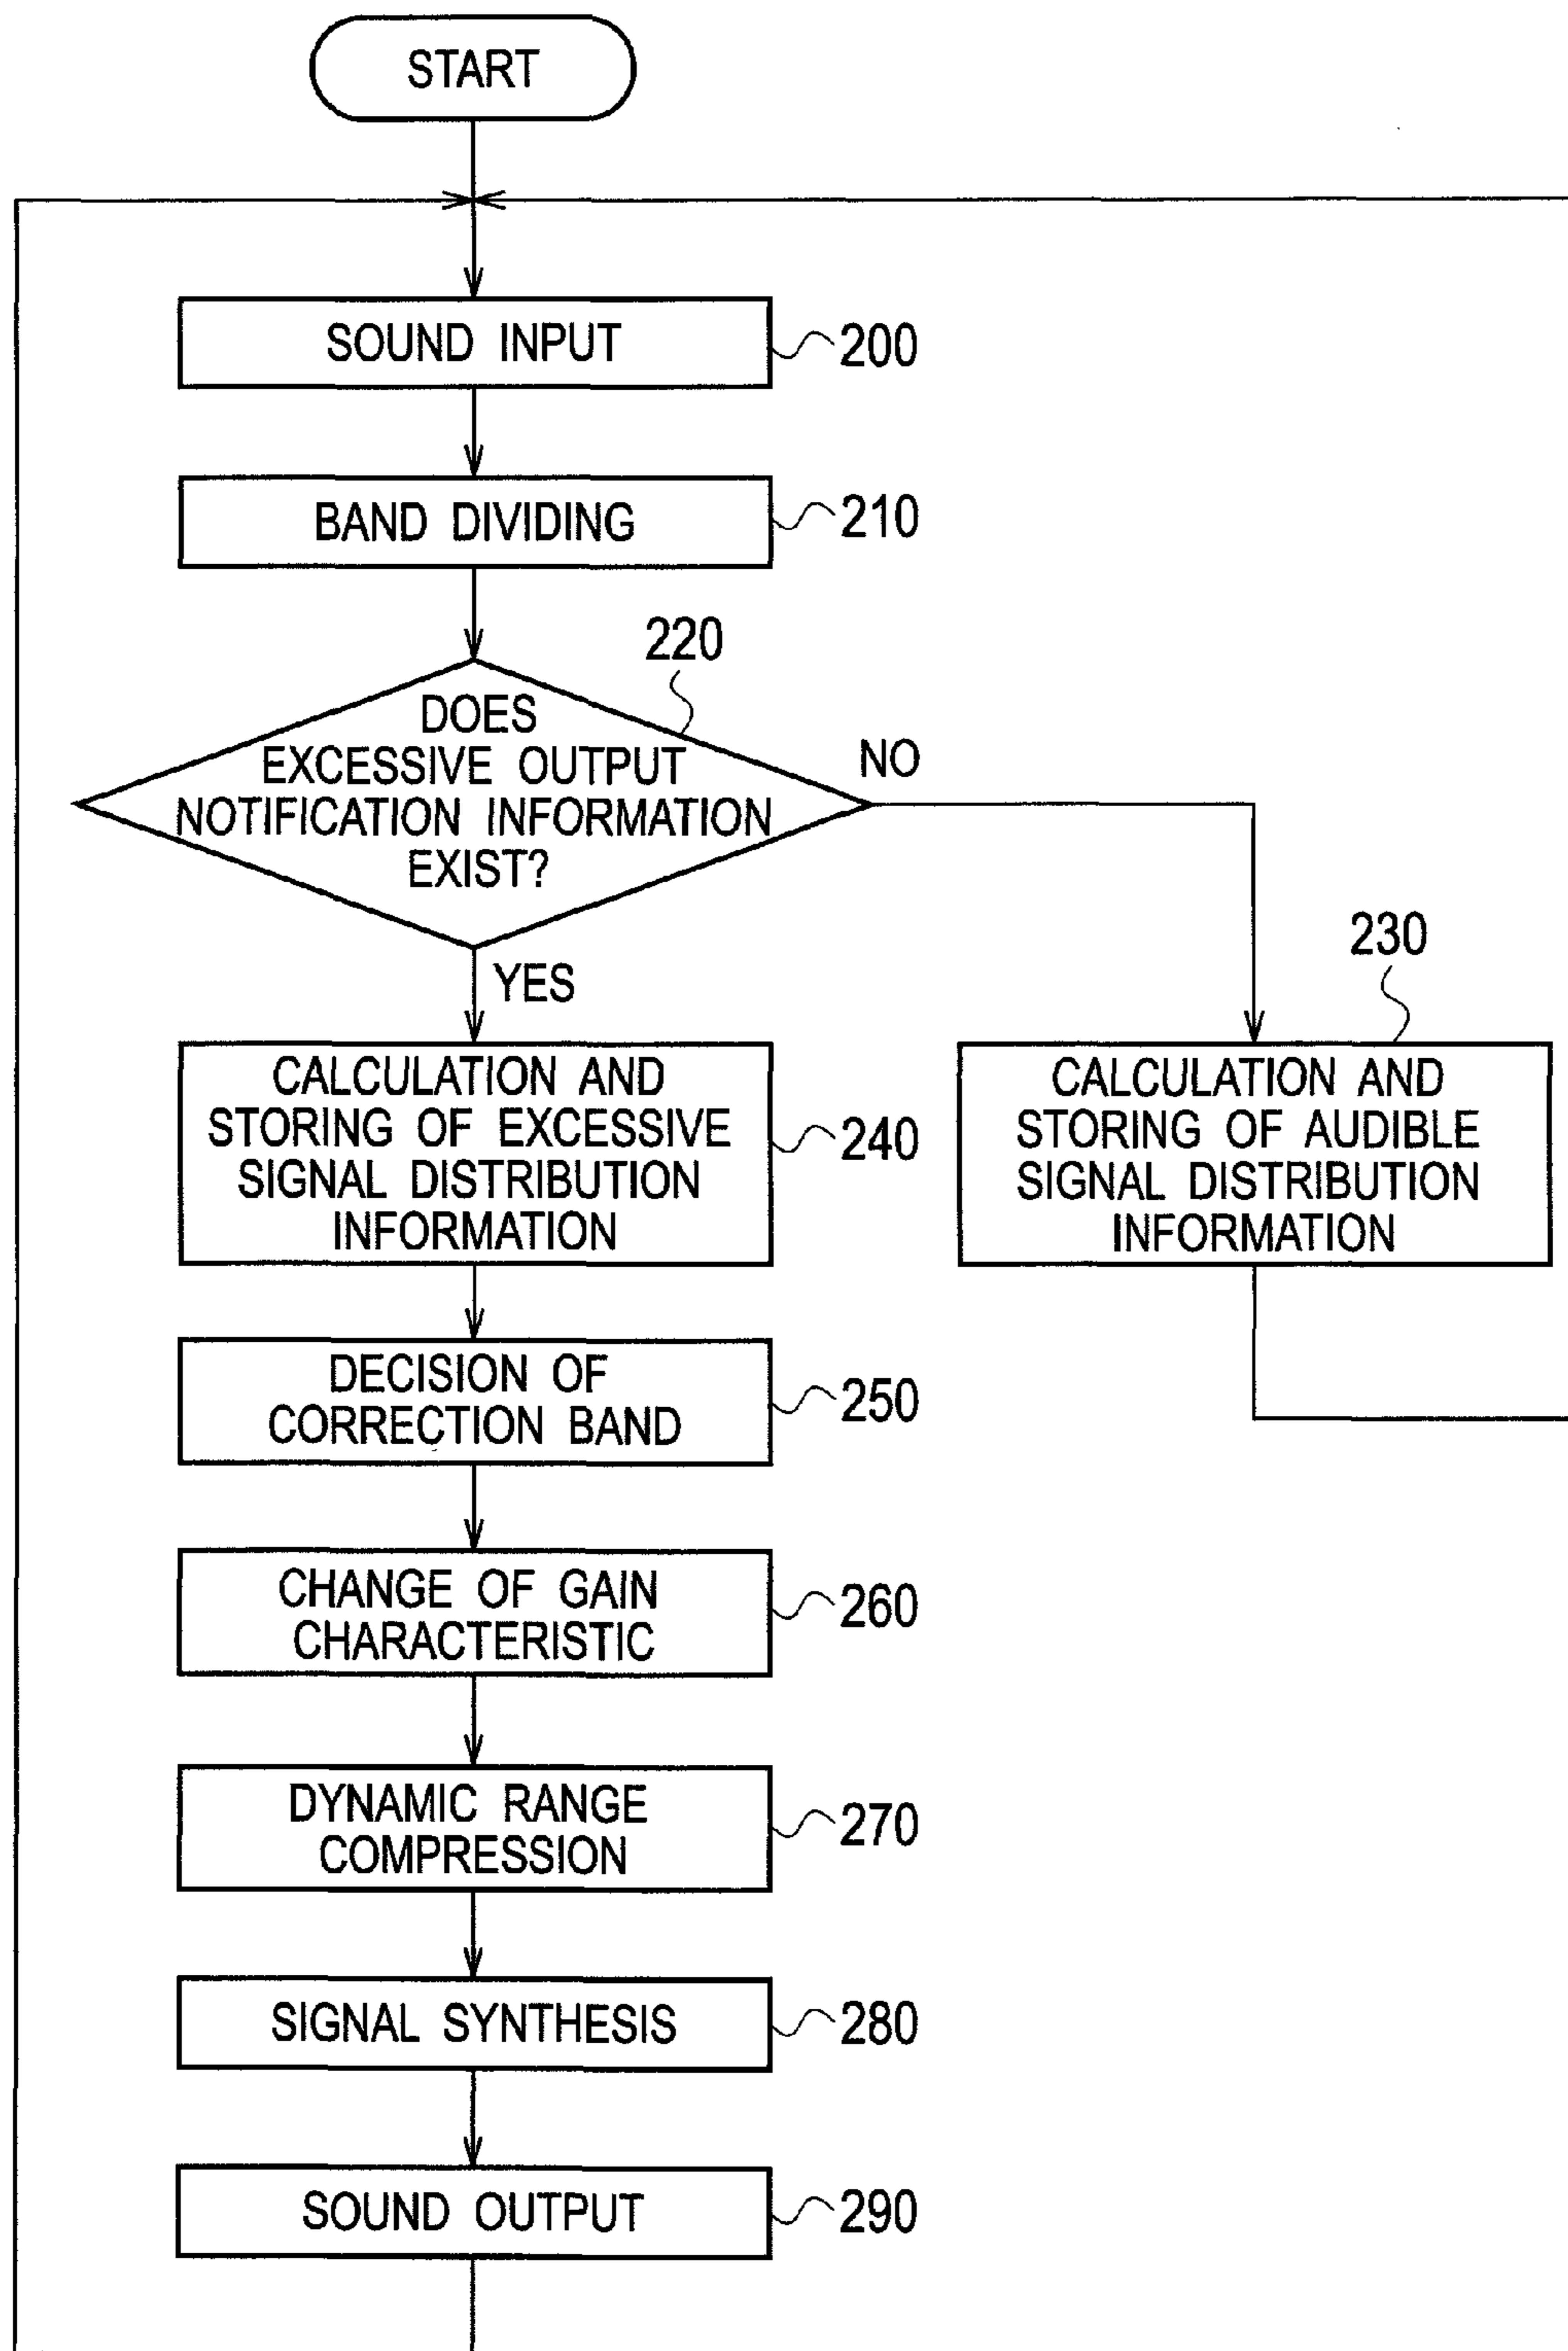 START
SOUND INPUT
200
BAND DIVIDING
210
220
DOES
EXCESSIVE OUTPUT
NOTIFICATION INFORMATION
EXIST?
NO
YES
230
CALCULATION AND
STORING OF EXCESSIVE
SIGNAL DISTRIBUTION
INFORMATION
240
CALCULATION AND
STORING OF AUDIBLE
SIGNAL DISTRIBUTION
INFORMATION
DECISION OF
CORRECTION BAND
250
CHANGE OF GAIN
CHARACTERISTIC
260
DYNAMIC RANGE
COMPRESSION
270
SIGNAL SYNTHESIS
280
SOUND OUTPUT
290